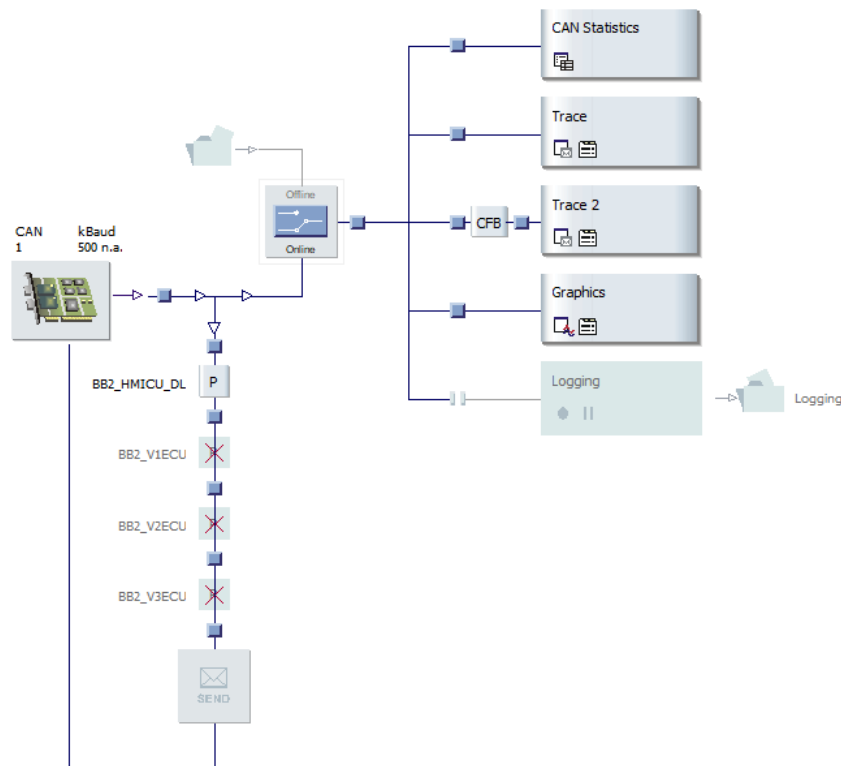 CAN Statistics
Trace
Offline
CFB
Trace 2
CAN kBaud
1 500 n.a.
Online
Graphics
BB2_HMICU_DL P
Logging
Logging
BB2_V1ECU
BB2_V2ECU
BB2_V3ECU
SEND